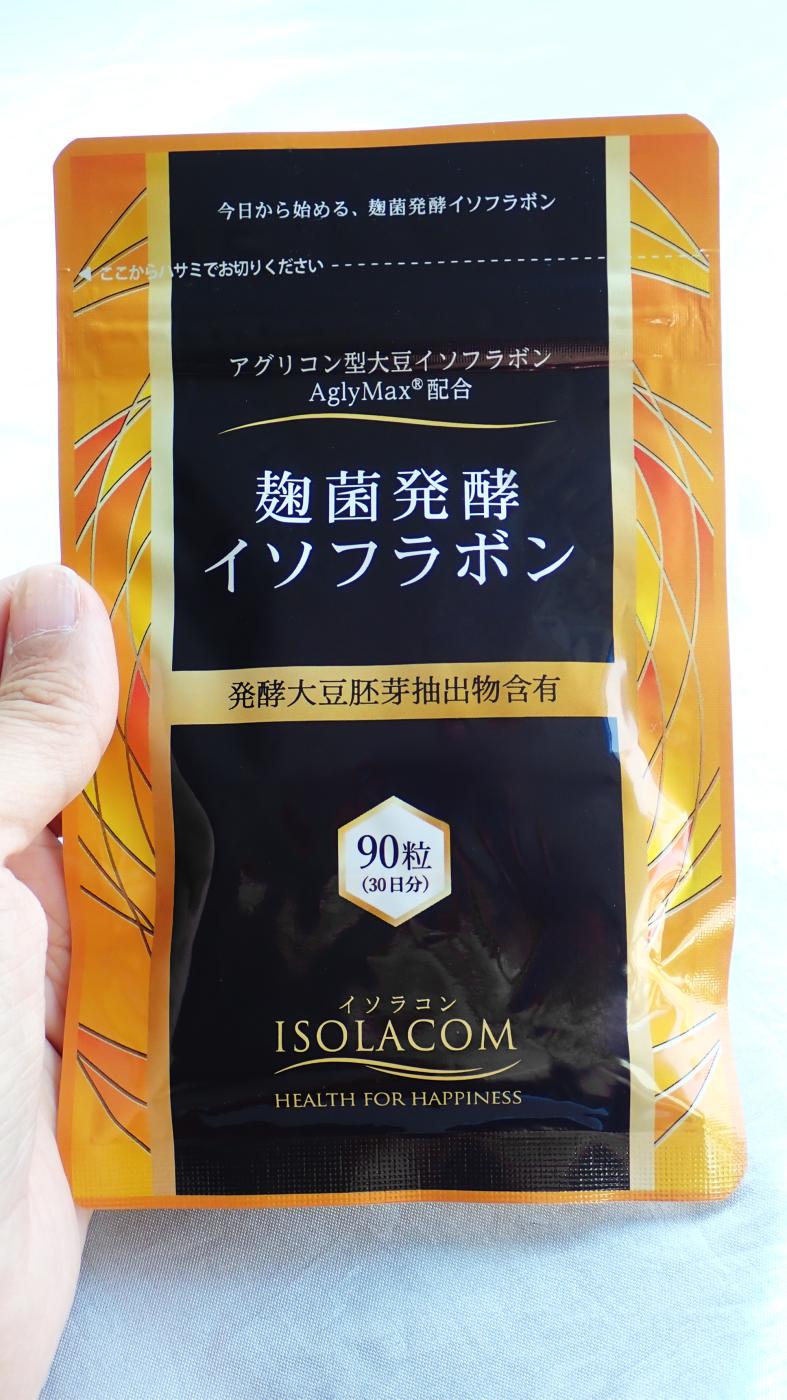 今日から始める、麹菌発酵イソフラボン
◀ ここからハサミでお切りください
アグリコン型大豆イソフラボン
AglyMax®配合
麹菌発酵
イソフラボン
発酵大豆胚芽抽出物含有
90粒
(30日分)
イソラコン
ISOLACOM
HEALTH FOR HAPPINESS